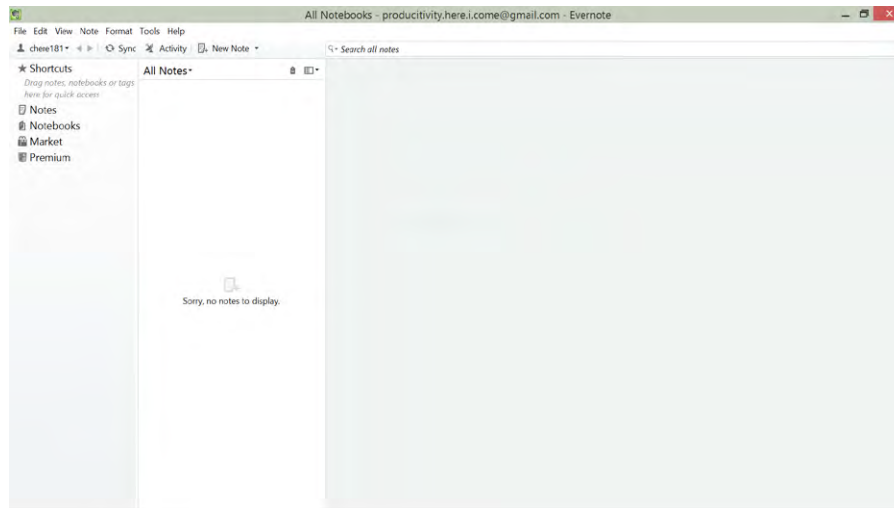 All Notebooks - producitivity.here.i.come@gmail.com - Evernote
File Edit View Note Format Tools Help
chere181 Sync Activity New Note Search all notes
Shortcuts
Drag notes, notebooks or tags
here for quick access
Notes
Notebooks
Market
Premium
All Notes
Sorry, no notes to display.